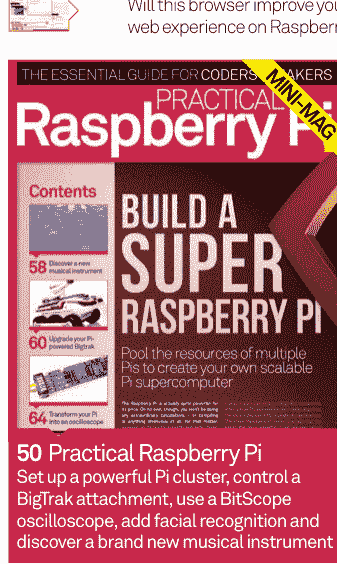 Will this browser improve you
web experience on Raspberr
THE ESSENTIAL GUIDE FOR CODERS AKERS
MINI-MAG
PRACTICAL
Raspberry Pi
Contents
58 Discover a new
musical instrument
60 Upgrade your Pi-
powered Bigtrak
64 Transform your Pi
into an oscilloscope
BUILD A
SUPER
RASPBERRY PI
Pool the resources of multiple
Pis to create your own scalable
Pi supercomputer
50 Practical Raspberry Pi
Set up a powerful Pi cluster, control a
BigTrak attachment, use a BitScope
oscilloscope, add facial recognition and
discover a brand new musical instrument